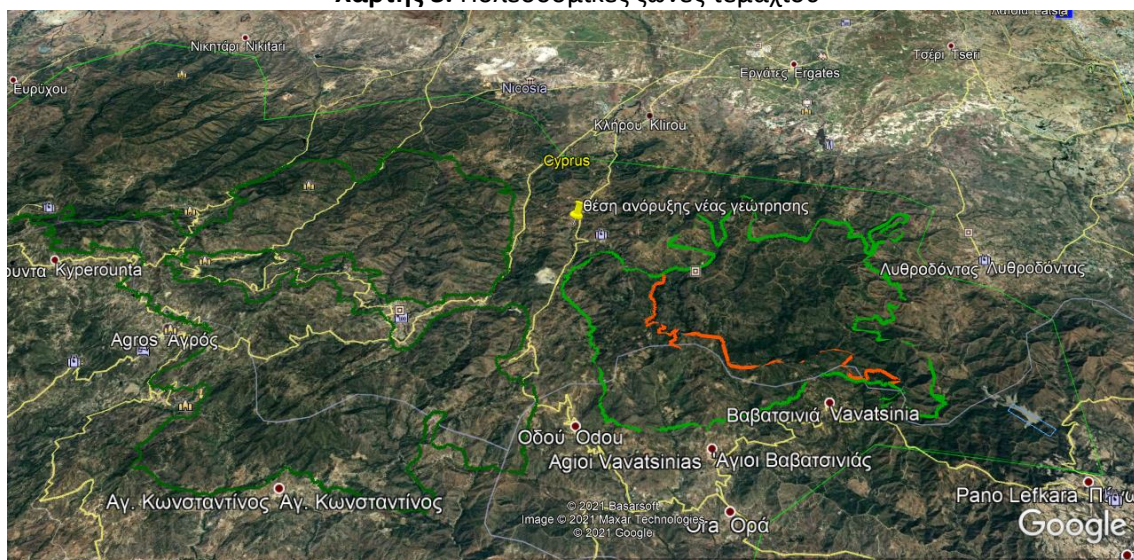 Νικητάρι Nikitari
Τσέρι Tseri
Εργάτες Ergates
Ευρύχου
Nicosia
Κλήρου Klirou
Cyprus
θέση ανόρυξης νέας γεώτρησης
Λυθροδόντας Λυθροδόντας
ουντα Kyperounta
Agros Αγρός
Βαβατσινιά Vavatsinia
Οδού Odou
Agioi Vavatsinias Άγιοι Βαβατσινιάς
Αγ. Κωνσταντίνος Αγ. Κωνσταντίνος
Pano Lefkara
© 2021 Basarsoft
Image © 2021 Maxar Technologies
© 2021 Google
Ora Ορά
Google